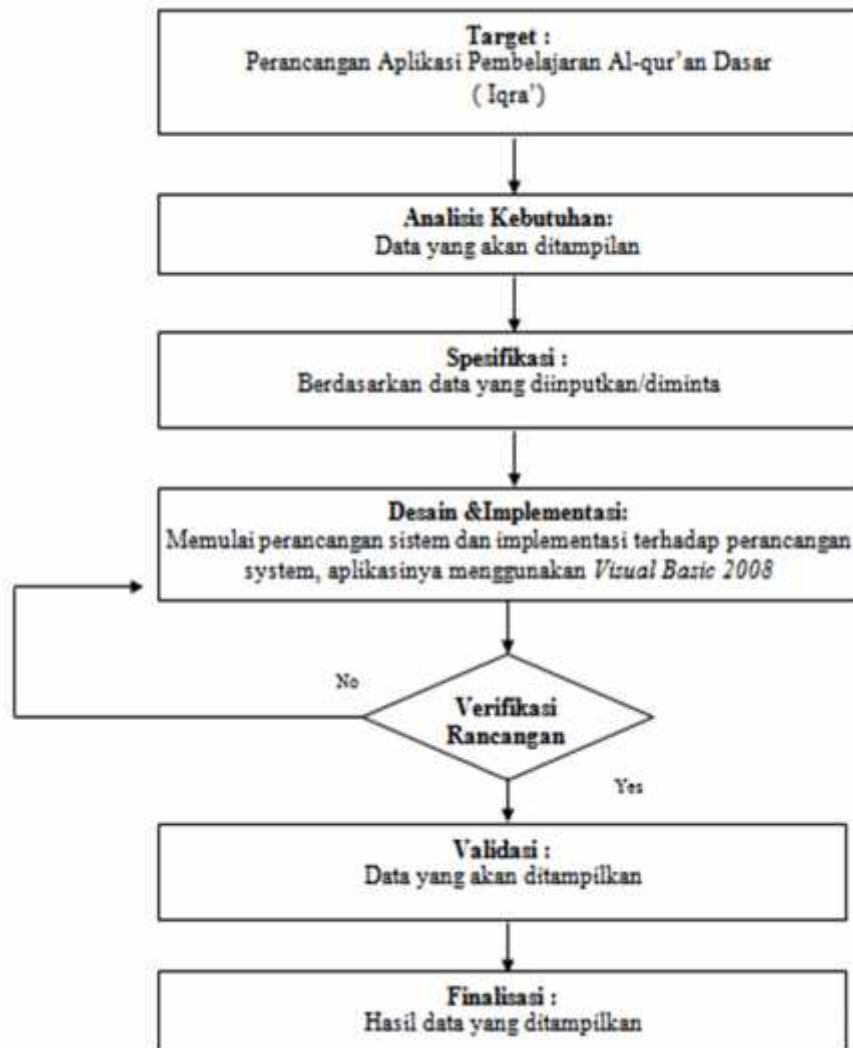 Target :
Perancangan Aplikasi Pembelajaran Al-qur'an Dasar
( Iqra')
Analisis Kebutuhan:
Data yang akan ditampilan
Spesifikasi :
Berdasarkan data yang diinputkan/diminta
Desain &Implementasi:
Memulai perancangan sistem dan implementasi terhadap perancangan
system, aplikasinya menggunakan Visual Basic 2008
No
Verifikasi
Rancangan
Yes
Validasi :
Data yang akan ditampilkan
Finalisasi :
Hasil data yang ditampilkan